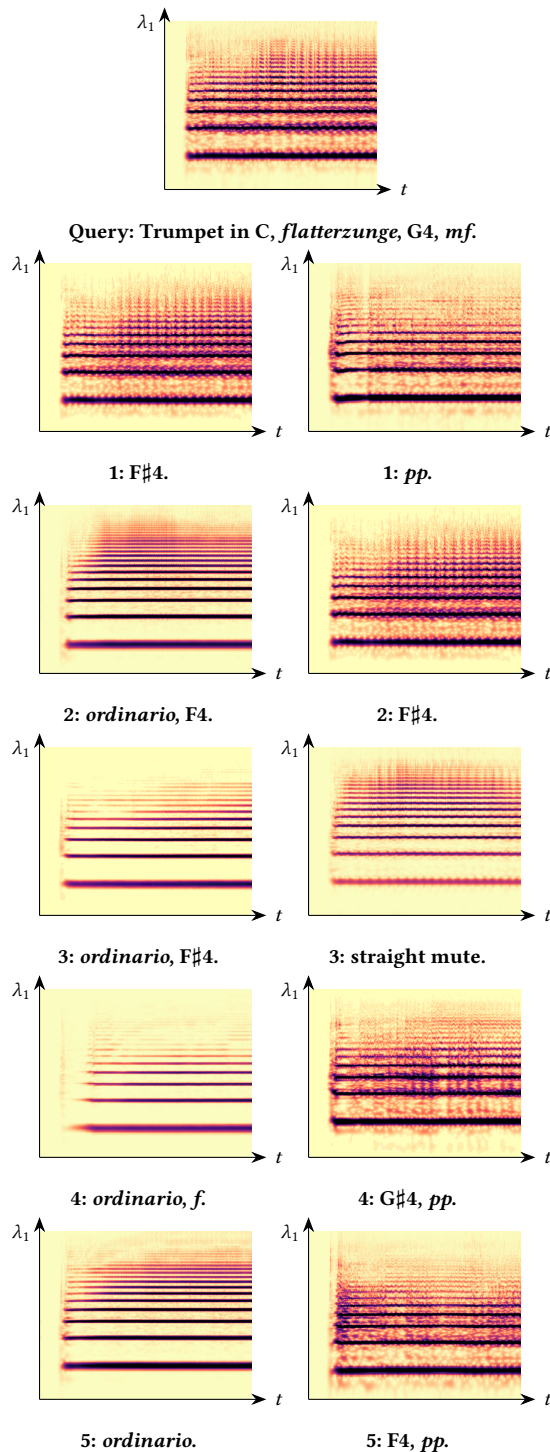 λ₁
t
Query: Trumpet in C, flatterzunge, G4, mf.
λ₁ λ₁
t t
1: F♯4. 1: pp.
λ₁ λ₁
t t
2: ordinario, F4. 2: F♯4.
λ₁ λ₁
t t
3: ordinario, F♯4. 3: straight mute.
λ₁ λ₁
t t
4: ordinario, f. 4: G♯4, pp.
λ₁ λ₁
t t
5: ordinario. 5: F4, pp.